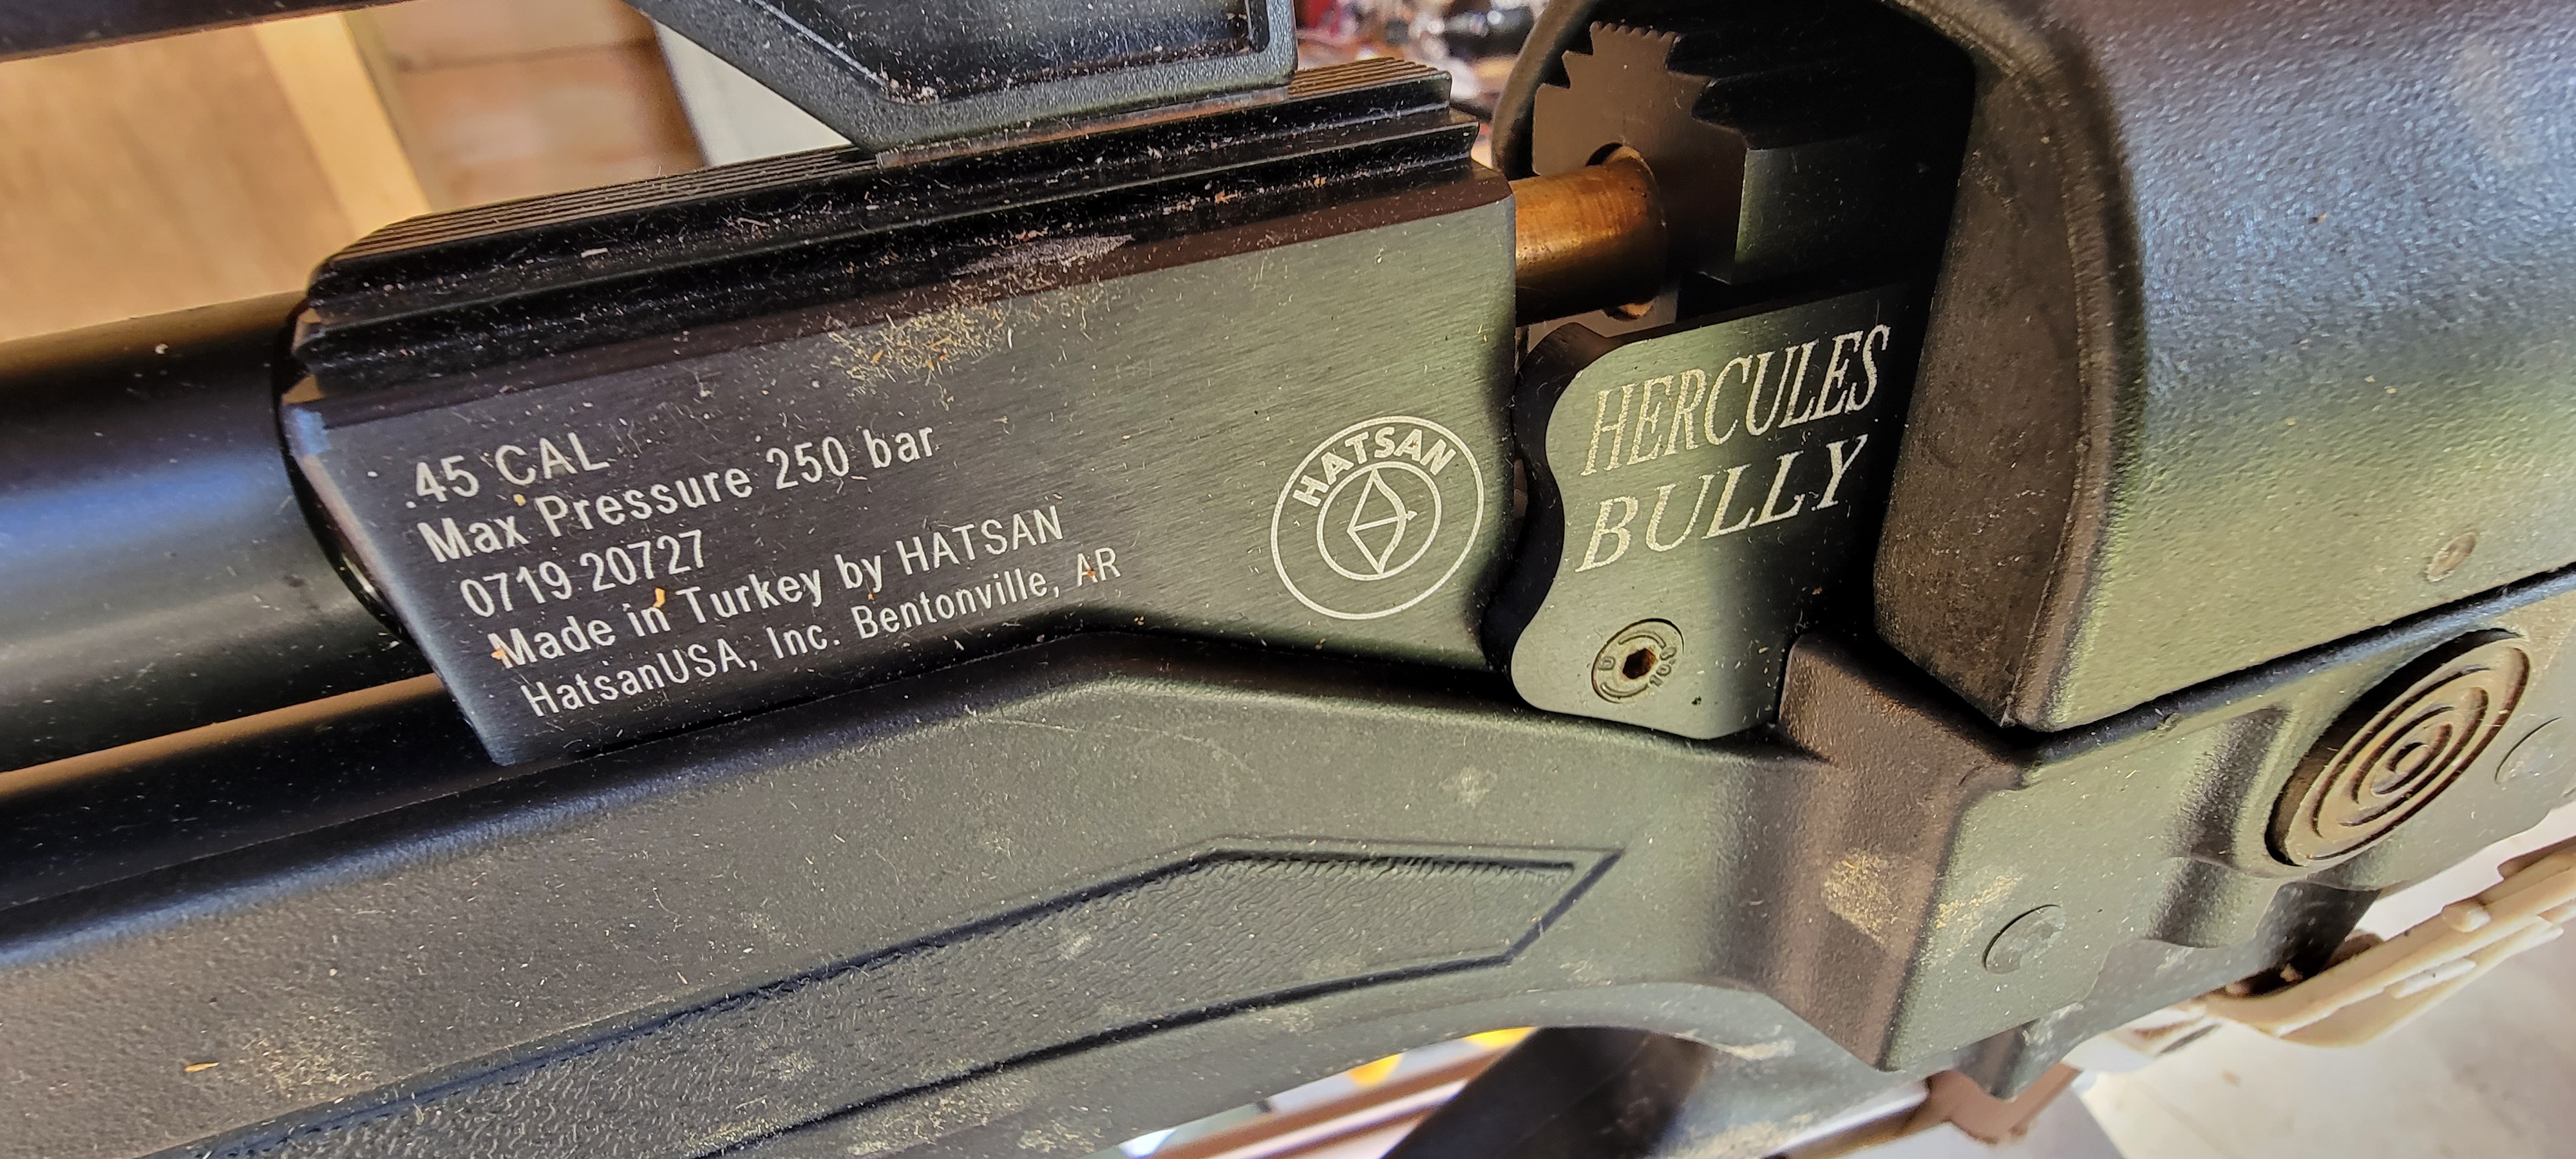 .45 CAL
Max Pressure 250 bar
0719 20727
Made in Turkey by HATSAN
HatsanUSA, Inc. Bentonville, AR
HATSAN
HERCULES
BULLY